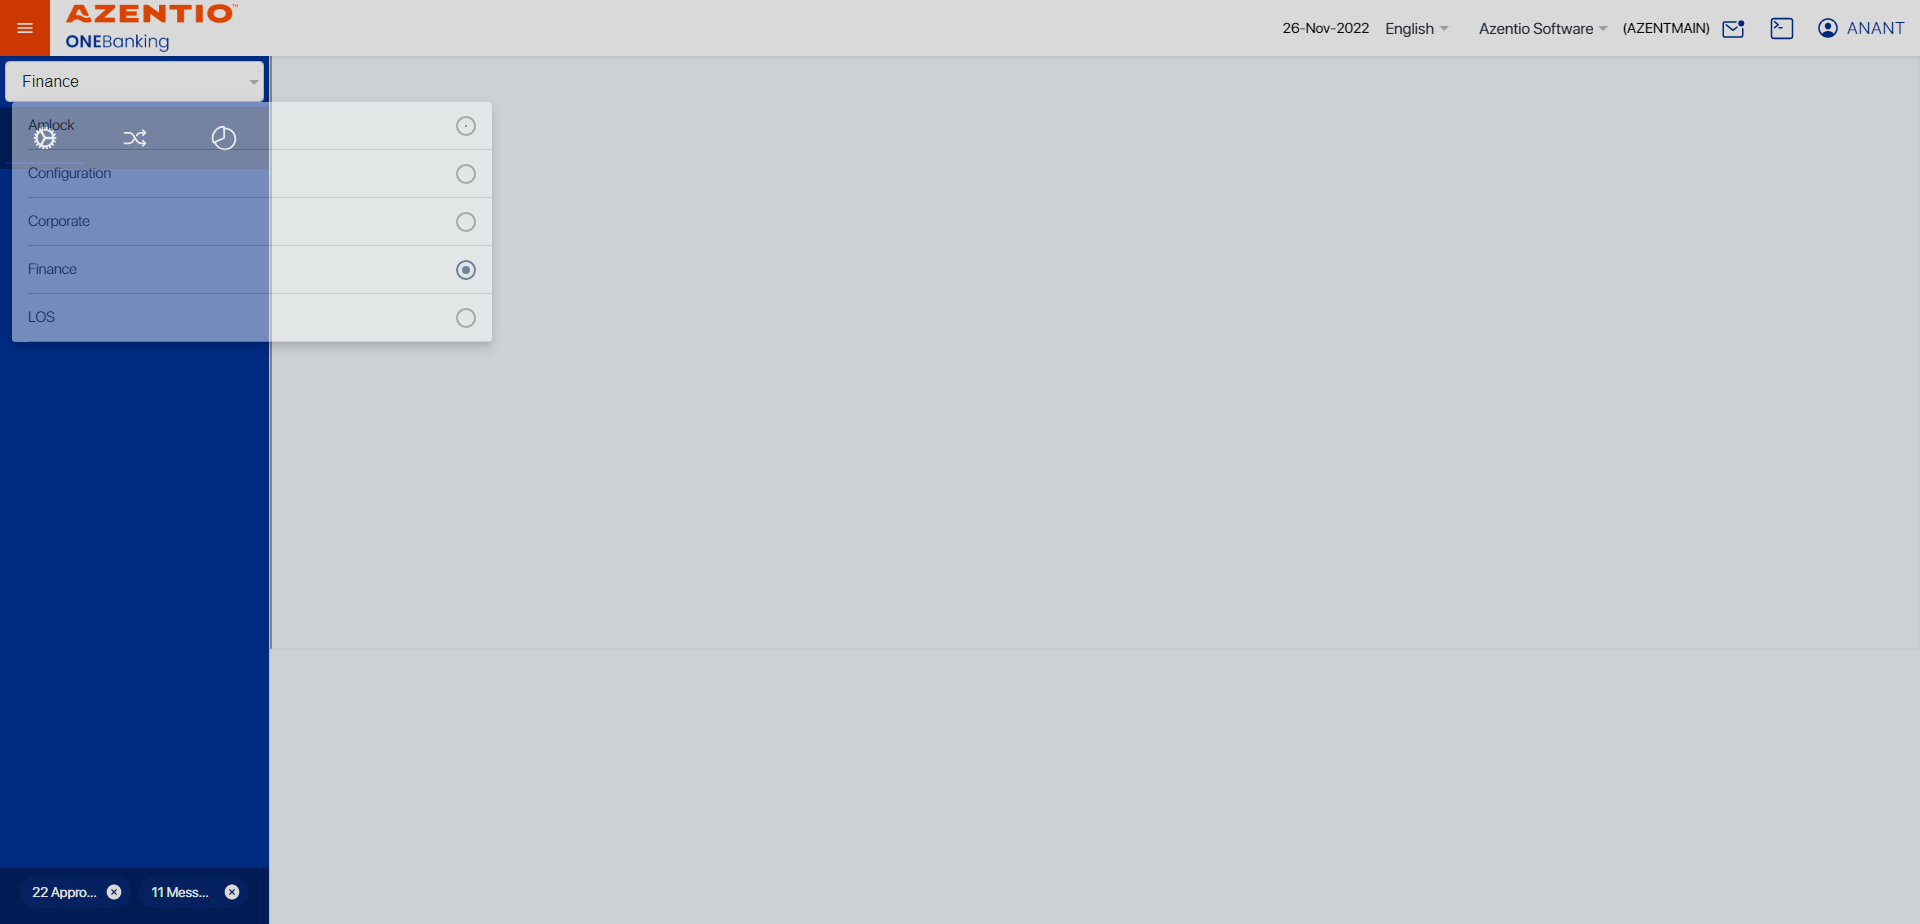 AZENTIO™
ONEBanking
26-Nov-2022 English Azentio Software (AZENTMAIN) ANANT
Finance
Amlock
Configuration
Corporate
Finance
LOS
22 Appro... 11 Mess...